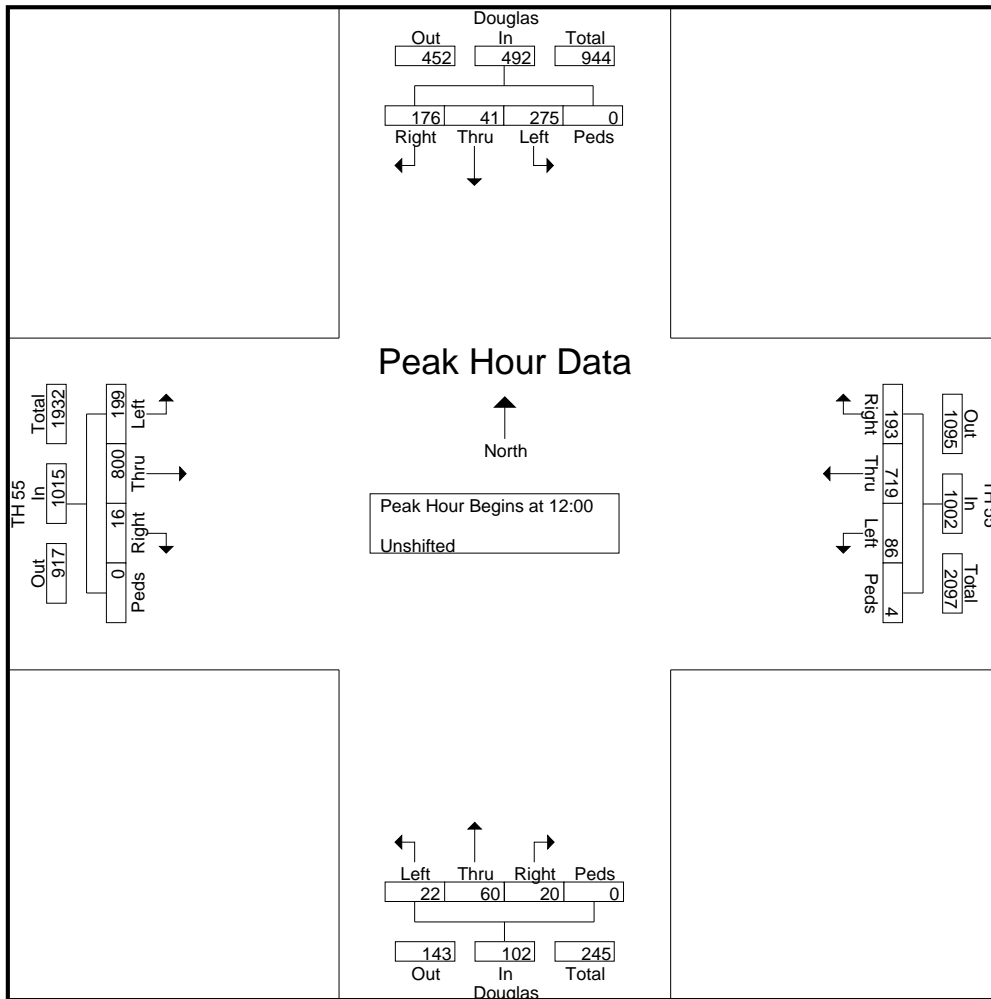 Douglas
Out In Total
452 492 944
176 41 275 0
Right Thru Left Peds
Peak Hour Data
North
Peak Hour Begins at 12:00
Unshifted
TH 55
Total In Out
1932 1015 917
199 800 16 0
Left Thru Right Peds
TH 55
Out In Total
1095 1002 2097
193 719 86 4
Right Thru Left Peds
Left Thru Right Peds
22 60 20 0
143 102 245
Out In Total
Douglas